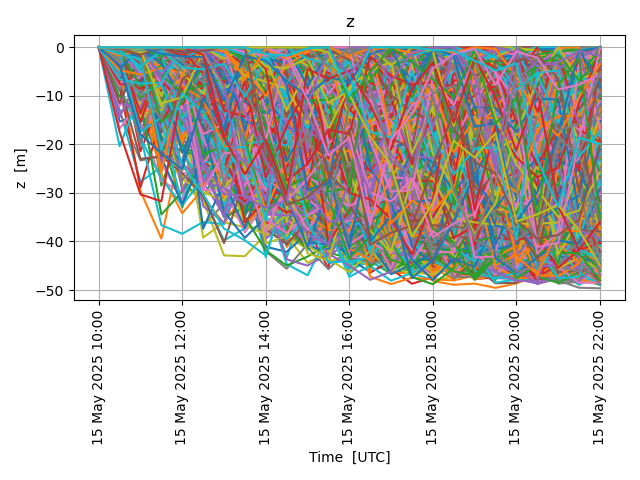 z
0
−10
−20
−30
−40
−50
z  [m]
15 May 2025 10:00
15 May 2025 12:00
15 May 2025 14:00
15 May 2025 16:00
15 May 2025 18:00
15 May 2025 20:00
15 May 2025 22:00
Time  [UTC]